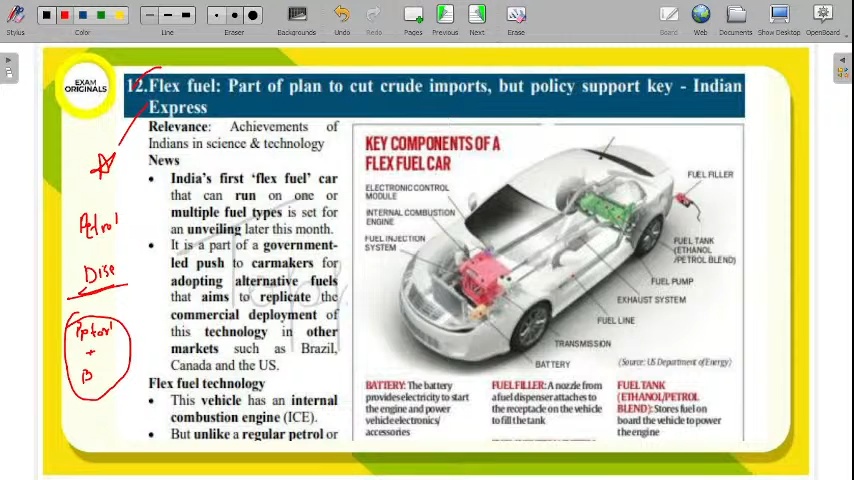 Stylus
Color
Line
Eraser
Backgrounds
Undo
Redo
Pages
Previous
Next
Erase
Board
Web
Documents
Show Desktop
OpenBoard
EXAM
ORIGINALS
12.Flex fuel: Part of plan to cut crude imports, but policy support key - Indian
Express
Relevance: Achievements of
Indians in science & technology
News
• India's first 'flex fuel' car
that can run on one or
multiple fuel types is set for
an unveiling later this month.
• It is a part of a government-
led push to carmakers for
adopting alternative fuels
that aims to replicate the
commercial deployment of
this technology in other
markets such as Brazil,
Canada and the US.
Flex fuel technology
• This vehicle has an internal
combustion engine (ICE).
• But unlike a regular petrol or
KEY COMPONENTS OF A
FLEX FUEL CAR
ELECTRONIC CONTROL
MODULE
INTERNAL COMBUSTION
ENGINE
FUEL INJECTION
SYSTEM
FUEL FILLER
FUEL TANK
(ETHANOL
/PETROL BLEND)
FUEL PUMP
EXHAUST SYSTEM
FUEL LINE
TRANSMISSION
BATTERY
(Source: US Department of Energy)
BATTERY: The battery
provides electricity to start
the engine and power
vehicle electronics/
accessories
FUEL FILLER: A nozzle from
a fuel dispenser attaches to
the receptacle on the vehicle
to fill the tank
FUEL TANK
(ETHANOL/PETROL
BLEND): Stores fuel on
board the vehicle to power
the engine
Petrol
Dise
+
B